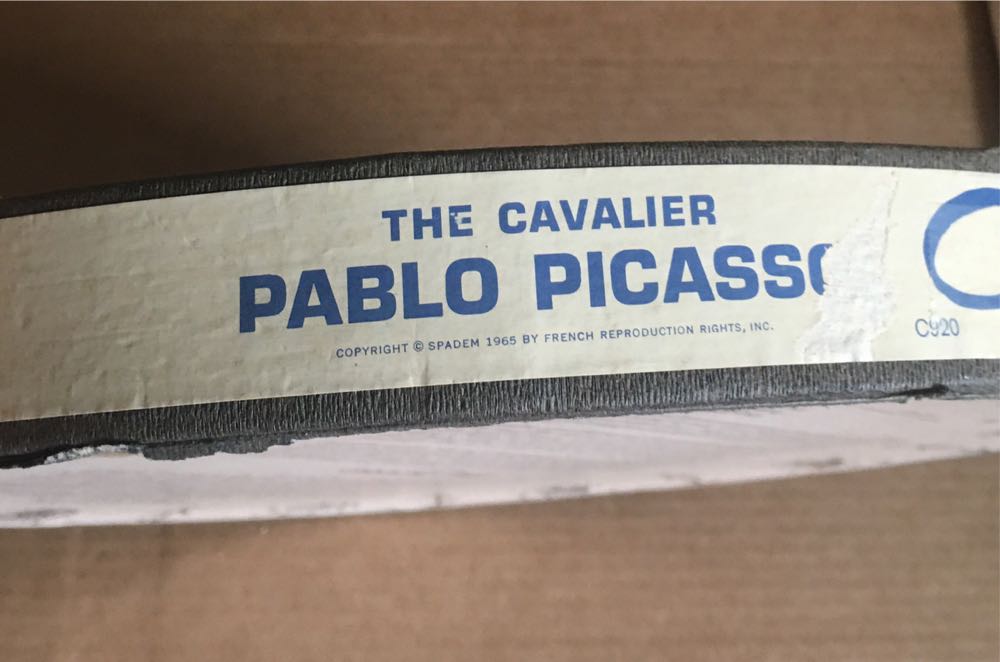 THE CAVALIER
PABLO PICASSO
COPYRIGHT © SPADEM 1965 BY FRENCH REPRODUCTION RIGHTS, INC.
C920